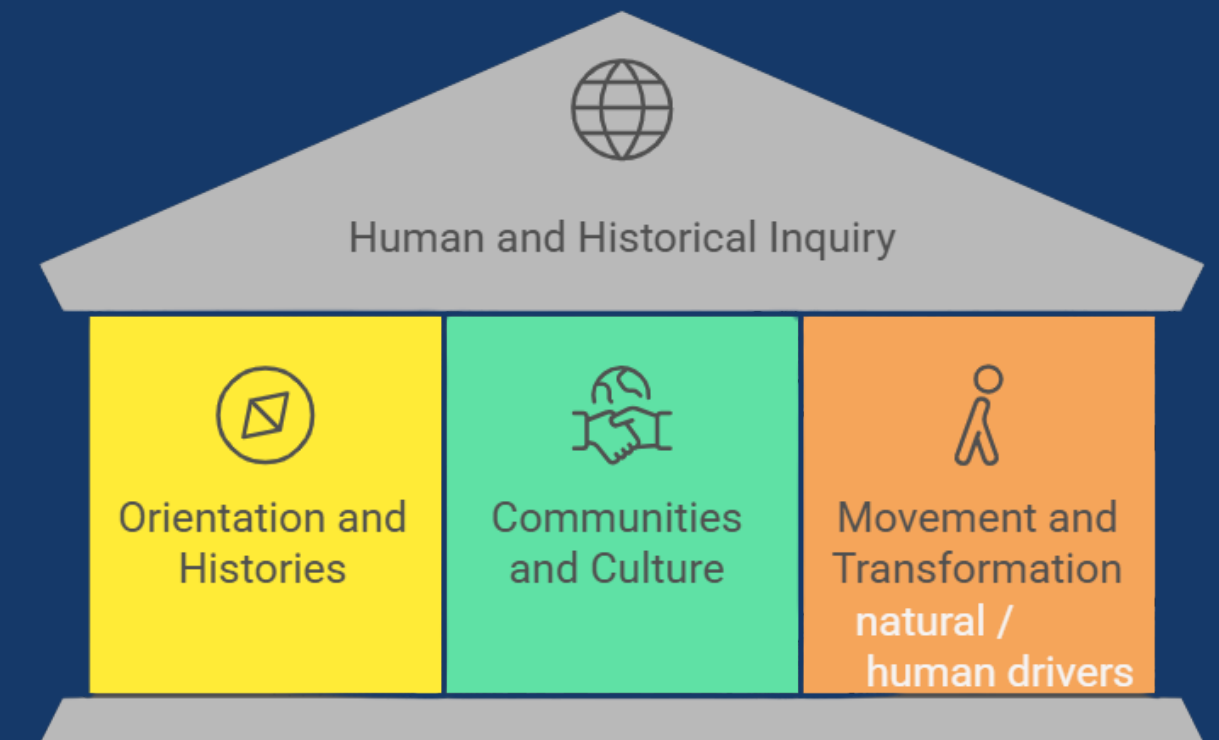 Human and Historical Inquiry
Orientation and
Histories
Communities
and Culture
Movement and
Transformation
natural /
human drivers